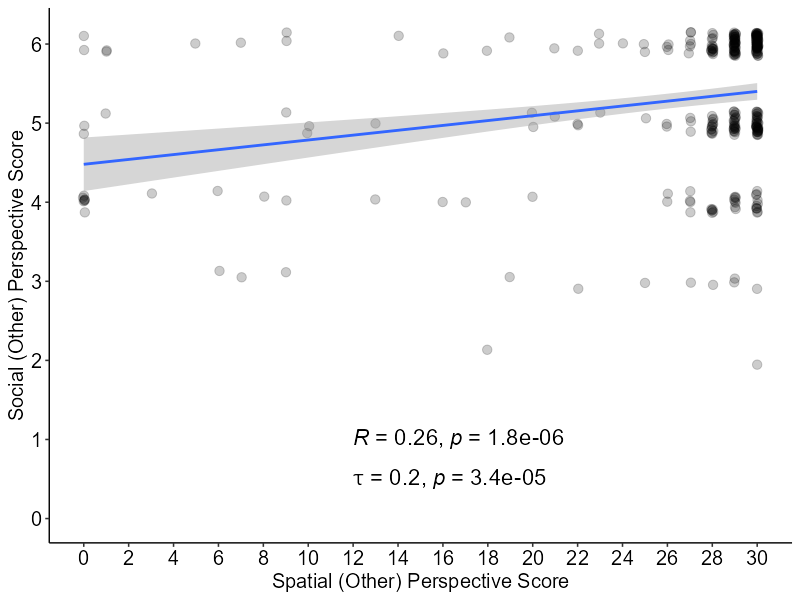 Social (Other) Perspective Score
6
5
4
3
2
1
0
R = 0.26, p = 1.8e-06
τ = 0.2, p = 3.4e-05
0 2 4 6 8 10 12 14 16 18 20 22 24 26 28 30
Spatial (Other) Perspective Score